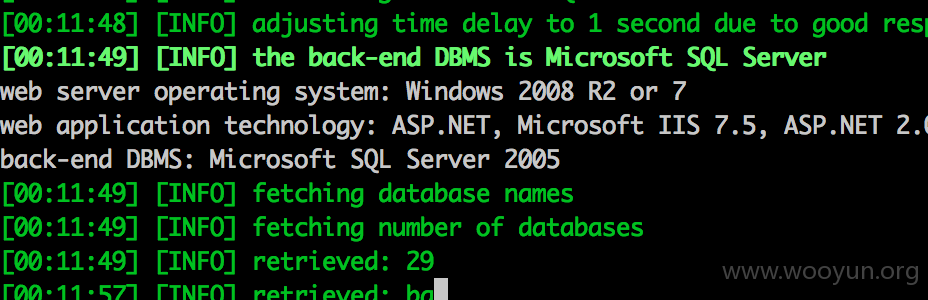 [00:11:48] [INFO] adjusting time delay to 1 second due to good resp
[00:11:49] [INFO] the back-end DBMS is Microsoft SQL Server
web server operating system: Windows 2008 R2 or 7
web application technology: ASP.NET, Microsoft IIS 7.5, ASP.NET 2.0
back-end DBMS: Microsoft SQL Server 2005
[00:11:49] [INFO] fetching database names
[00:11:49] [INFO] fetching number of databases
[00:11:49] [INFO] retrieved: 29
[00:11:57] [INFO] retrieved: ba
www.wooyun.org